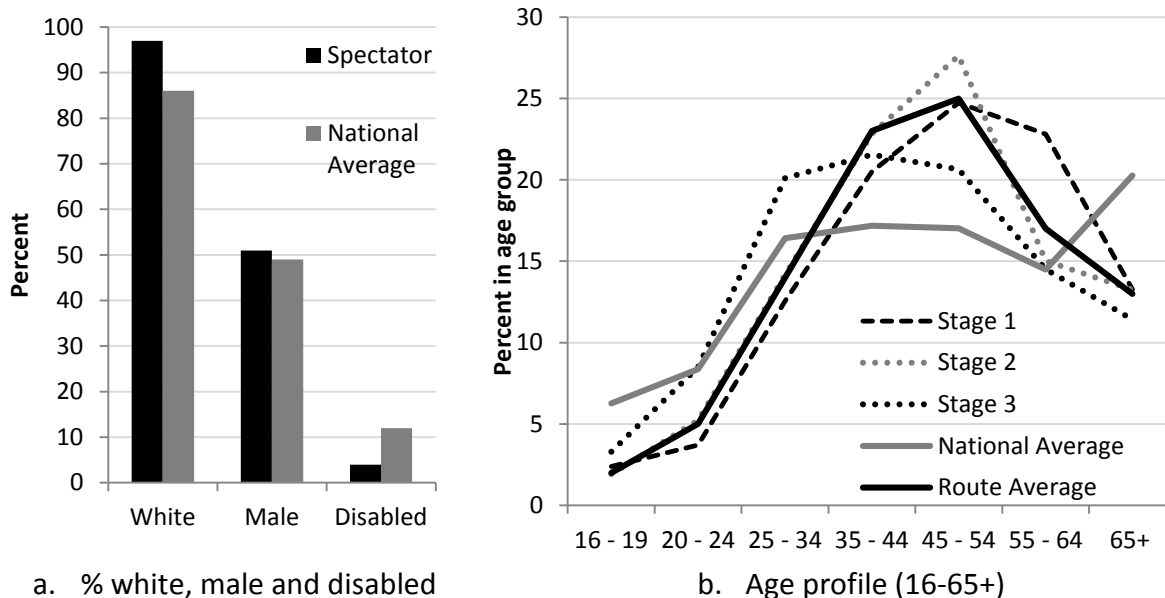 100
90
80
70
60
50
40
30
20
10
0
Percent
Spectator
National
Average
White
Male
Disabled
a. % white, male and disabled
30
25
20
15
10
5
0
Percent in age group
Stage 1
Stage 2
Stage 3
National Average
Route Average
16 - 19
20 - 24
25 - 34
35 - 44
45 - 54
55 - 64
65+
b. Age profile (16-65+)